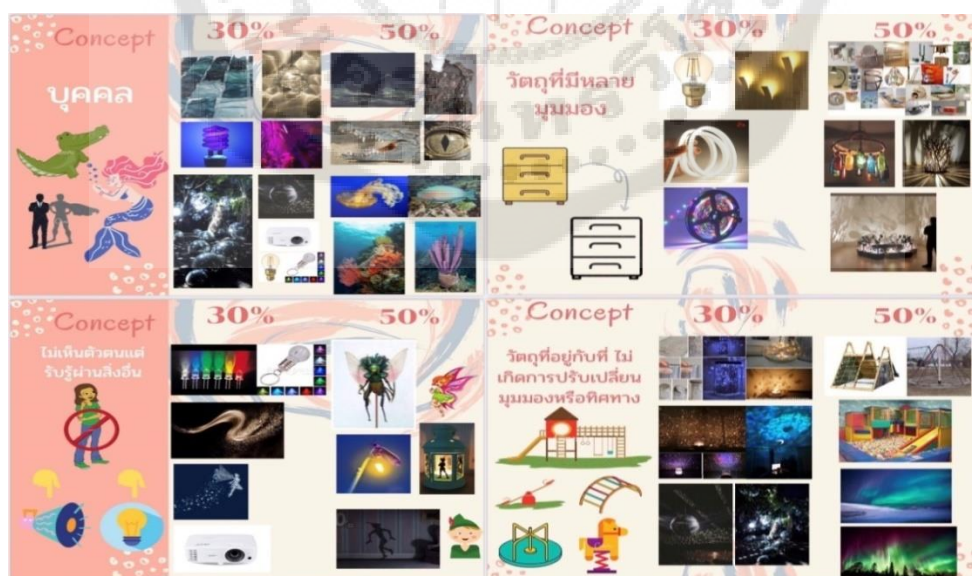 Concept
30%
50%
บุคคล
Concept
30%
50%
วัตถุที่มีหลาย
มุมมอง
Concept
30%
50%
ไม่เห็นตัวตนแต่
รับรู้ผ่านสิ่งอื่น
Concept
30%
50%
วัตถุที่อยู่กับที่ ไม่
เกิดการปรับเปลี่ยน
มุมมองหรือทิศทาง